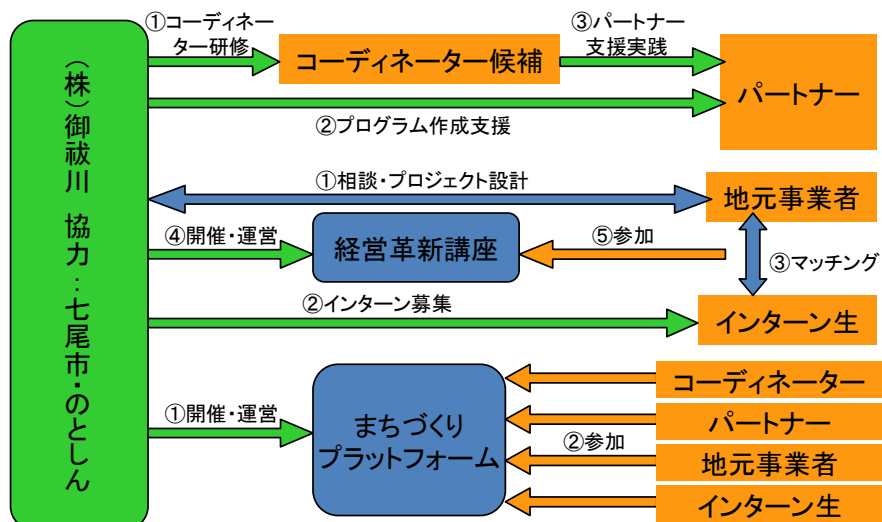 (株)御祓川 協力:七尾市・のとしん
①コーディネー
ター研修
コーディネーター候補
③パートナー
支援実践
パートナー
②プログラム作成支援
①相談・プロジェクト設計
地元事業者
④開催・運営
経営革新講座
⑤参加
③マッチング
②インターン募集
インターン生
①開催・運営
まちづくり
プラットフォーム
②参加
コーディネーター
パートナー
地元事業者
インターン生